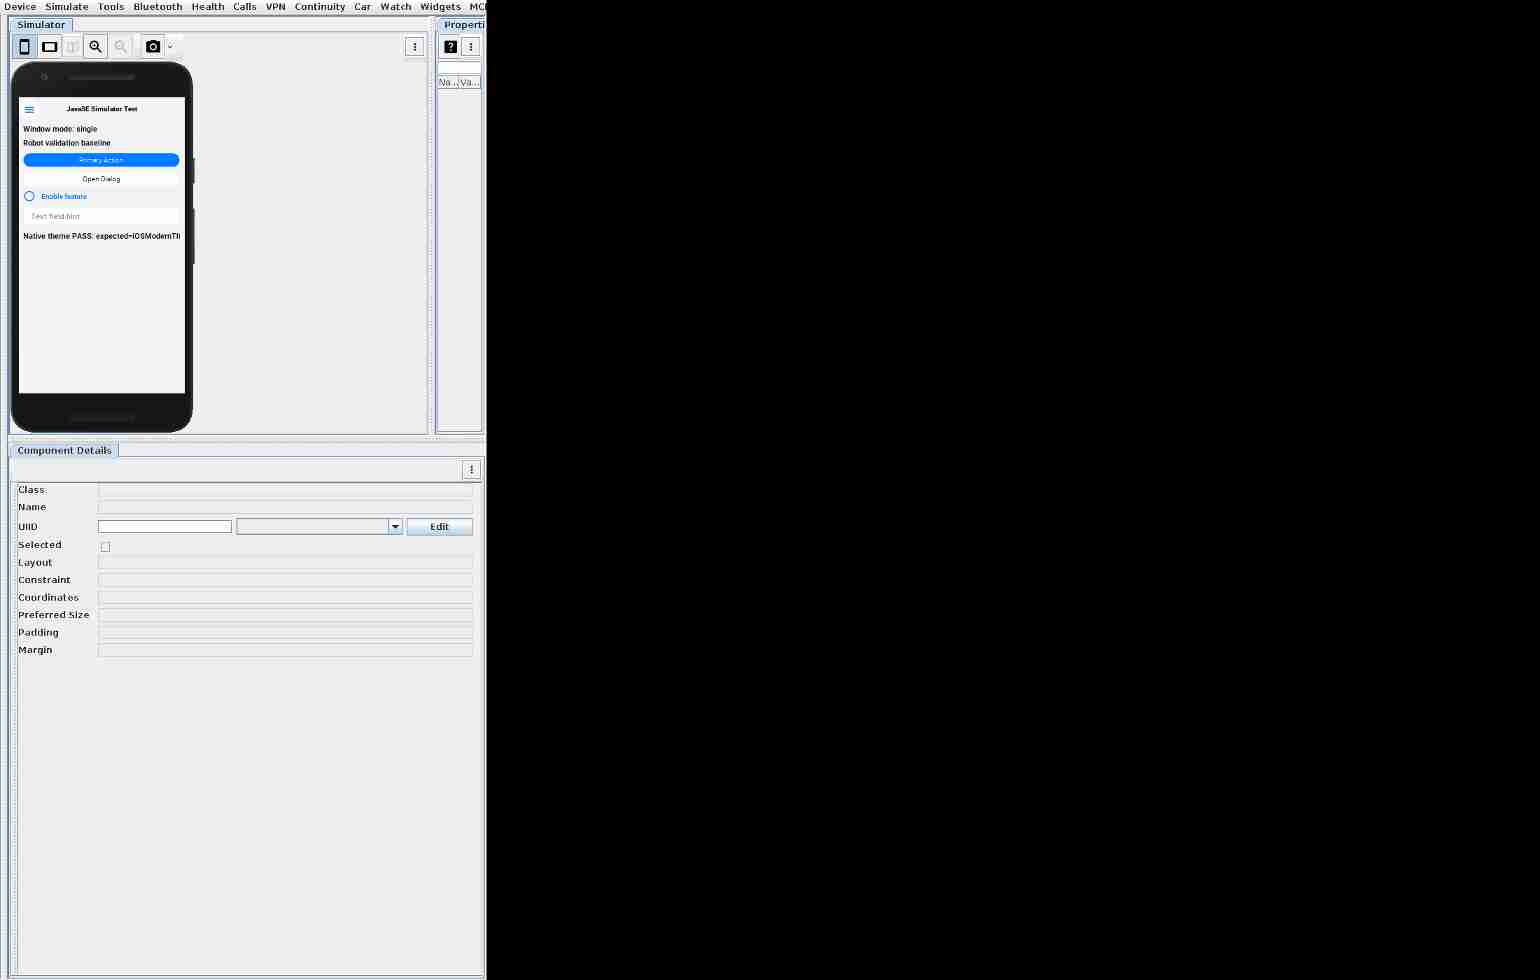 Device Simulate Tools Bluetooth Health Calls VPN Continuity Car Watch Widgets
Simulator
Properti
Na... Va...
JavaSE Simulator Test
Window mode: single
Robot validation baseline
Primary Action
Open Dialog
Enable feature
Text field hint
Native theme PASS: expected=iOSModernTh
Component Details
Class
Name
UIID
Edit
Selected
Layout
Constraint
Coordinates
Preferred Size
Padding
Margin